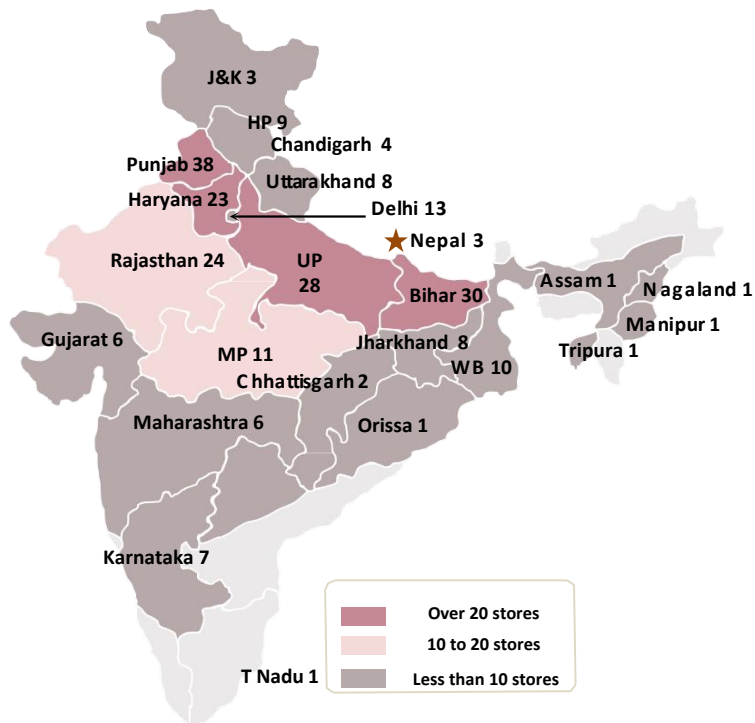 J&K 3
HP 9
Chandigarh 4
Punjab 38
Uttarakhand 8
Haryana 23
Delhi 13
Nepal 3
Rajasthan 24
UP
28
Bihar 30
Assam 1
Nagaland 1
Manipur 1
Tripura 1
Gujarat 6
MP 11
Jharkhand 8
WB 10
Chhattisgarh 2
Maharashtra 6
Orissa 1
Karnataka 7
T Nadu 1
Over 20 stores
10 to 20 stores
Less than 10 stores